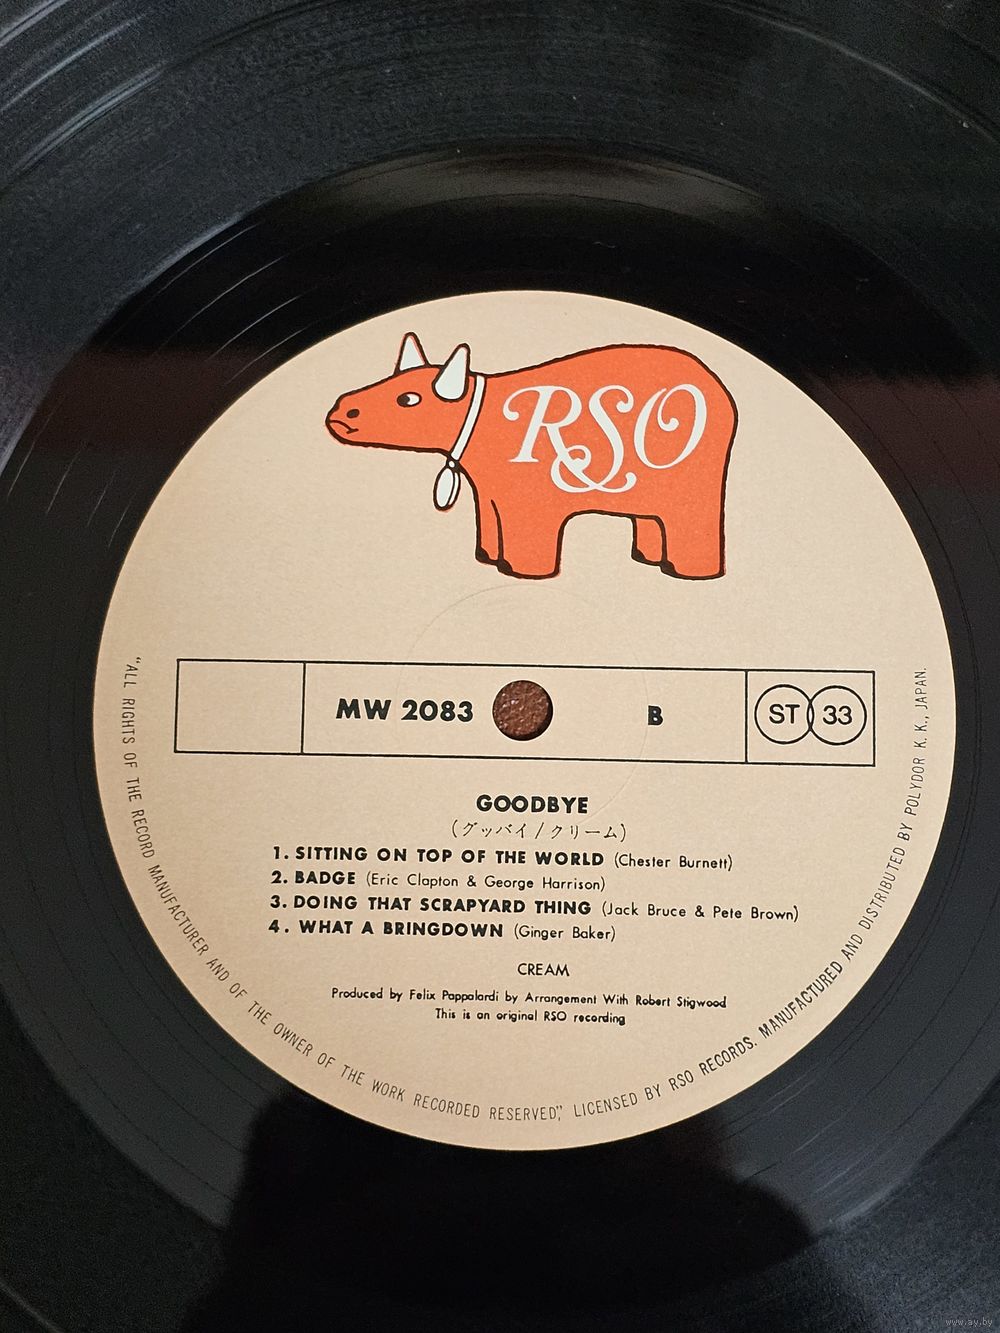 RSO
MW 2083
B
ST 33
GOODBYE
(グッバイ/クリーム)
1. SITTING ON TOP OF THE WORLD (Chester Burnett)
2. BADGE (Eric Clapton & George Harrison)
3. DOING THAT SCRAPYARD THING (Jack Bruce & Pete Brown)
4. WHAT A BRINGDOWN (Ginger Baker)
CREAM
Produced by Felix Pappalardi by Arrangement With Robert Stigwood
This is an original RSO recording
"ALL RIGHTS OF THE RECORD MANUFACTURER AND OF THE OWNER OF THE WORK RECORDED RESERVED", LICENSED BY RSO RECORDS. MANUFACTURED AND DISTRIBUTED BY POLYDOR K. K., JAPAN.
www.ay.by